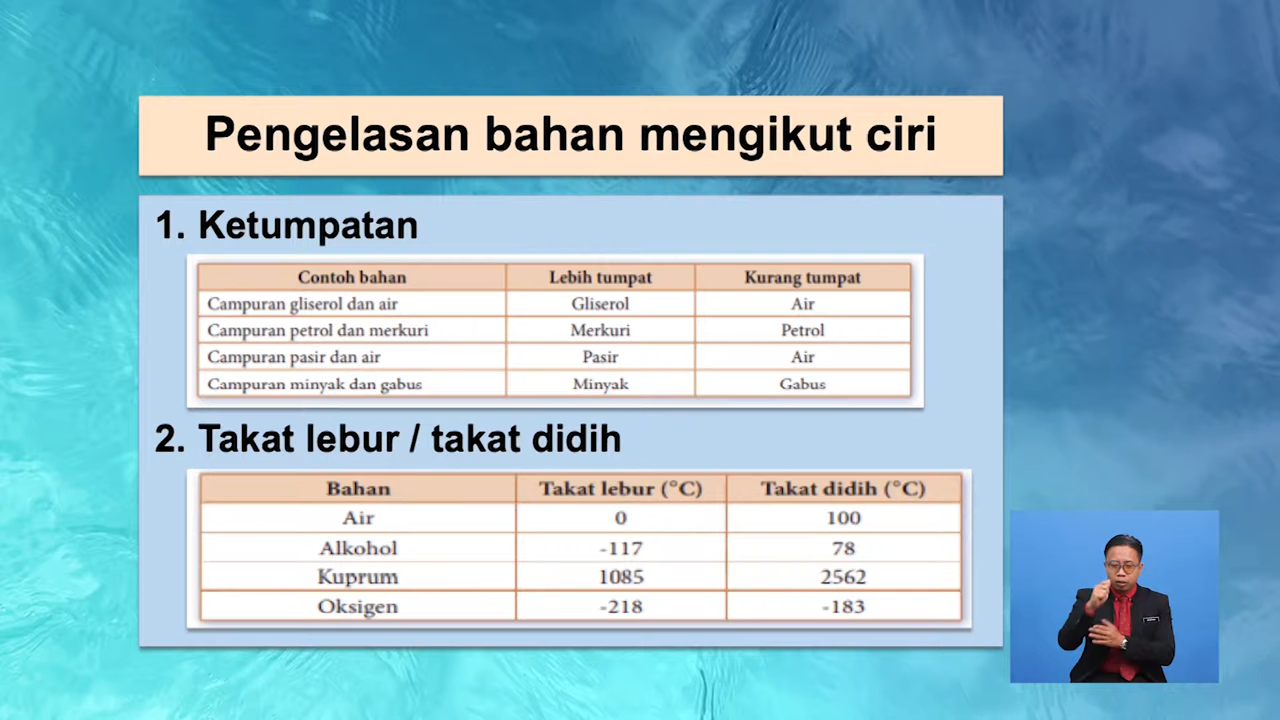 Pengelasan bahan mengikut ciri
1. Ketumpatan
Contoh bahan Lebih tumpat Kurang tumpat
Campuran gliserol dan air Gliserol Air
Campuran petrol dan merkuri Merkuri Petrol
Campuran pasir dan air Pasir Air
Campuran minyak dan gabus Minyak Gabus
2. Takat lebur / takat didih
Bahan Takat lebur (°C) Takat didih (°C)
Air 0 100
Alkohol -117 78
Kuprum 1085 2562
Oksigen -218 -183